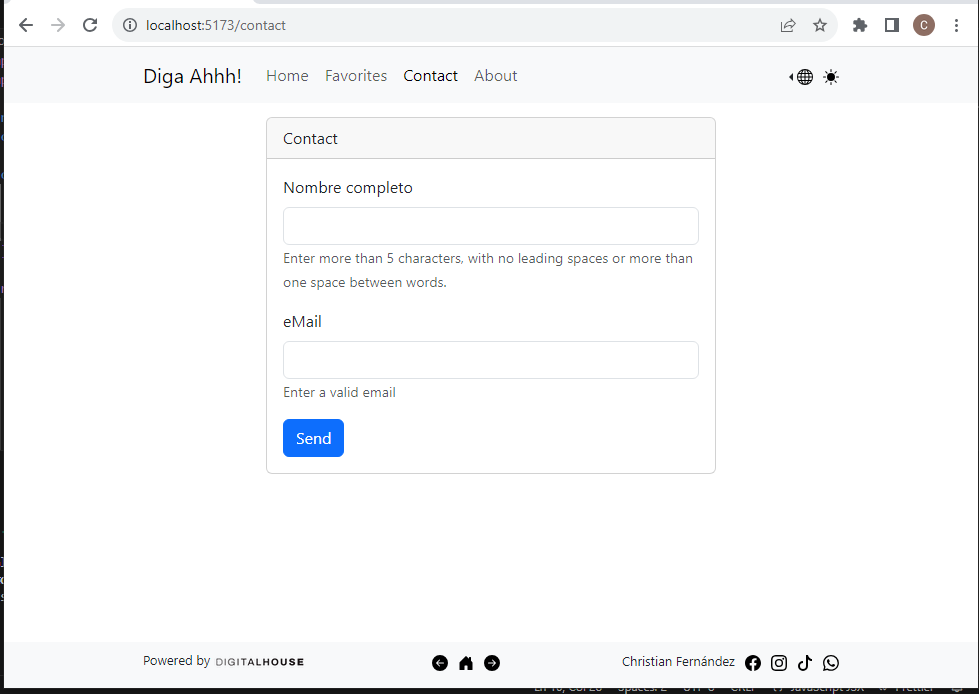 localhost:5173/contact
C
Diga Ahhh! Home Favorites Contact About
Contact
Nombre completo
Enter more than 5 characters, with no leading spaces or more than
one space between words.
eMail
Enter a valid email
Send
Powered by DIGITALHOUSE
Christian Fernández